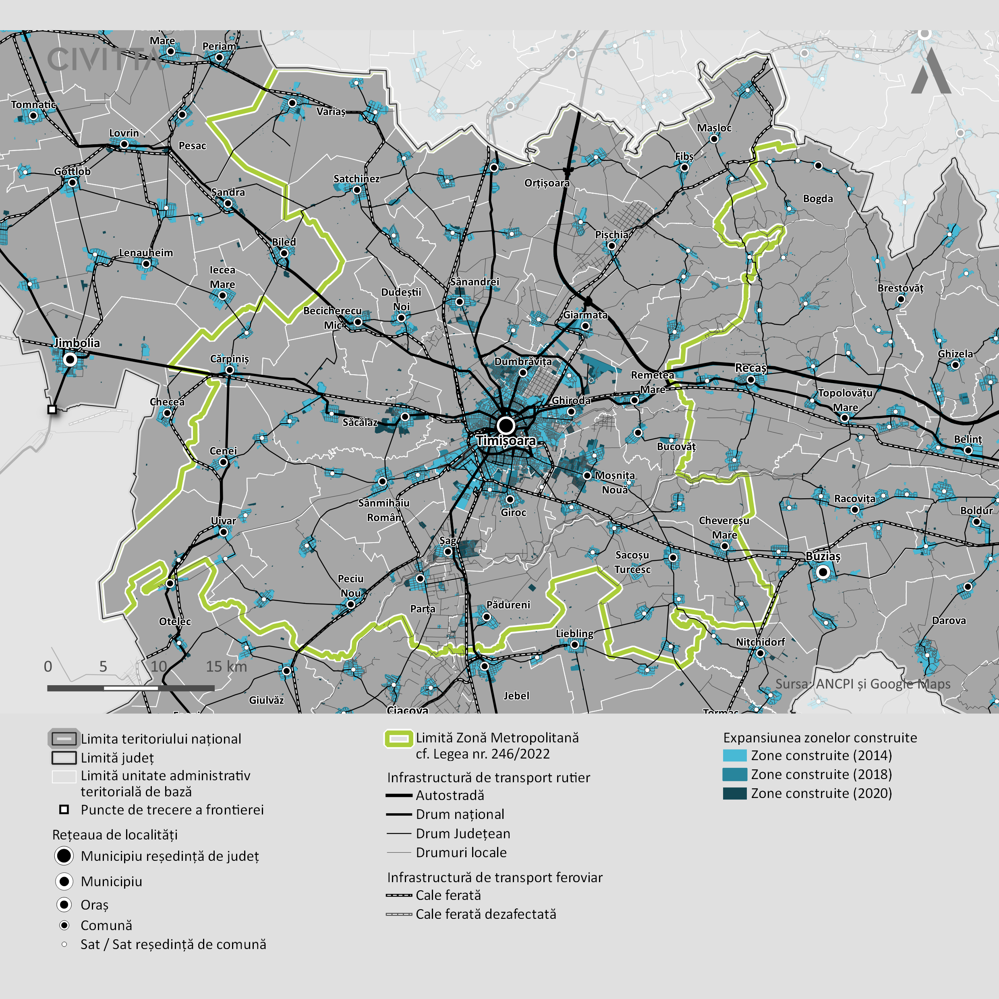 Mare
Periam
CIVITTA
Tomnatic
Variaș
Lovrin
Pesac
Mașloc
Fibș
Gottlob
Satchinez
Orțișoara
Șandra
Bogda
Pișchia
Biled
Lenauheim
Iecea
Mare
Sânandrei
Dudeștii
Noi
Brestovăț
Becicherecu
Mic
Giarmata
Jimbolia
Cărpiniș
Dumbrăvița
Ghizela
Remetea
Mare
Recaș
Checea
Ghiroda
Topolovățu
Mare
Săcălaz
Timișoara
Bucovăț
Belinț
Cenei
Moșnița
Nouă
Sânmihaiu
Român
Racovița
Giroc
Boldur
Uivar
Chevereșu
Mare
Șag
Sacoșu
Turcesc
Buziaș
Peciu
Nou
Parța
Pădureni
Otelec
Darova
Liebling
Nitchidorf
0 5 10 15 km
Sursa: ANCPI și Google Maps
Giulvăz
Jebel
Ciacova
Limita teritoriului național
Limită județ
Limită unitate administrativ
teritorială de bază
Puncte de trecere a frontierei
Rețeaua de localități
Municipiu reședință de județ
Municipiu
Oraș
Comună
Sat / Sat reședință de comună
Limită Zonă Metropolitană
cf. Legea nr. 246/2022
Infrastructură de transport rutier
Autostradă
Drum național
Drum Județean
Drumuri locale
Infrastructură de transport feroviar
Cale ferată
Cale ferată dezafectată
Expansiunea zonelor construite
Zone construite (2014)
Zone construite (2018)
Zone construite (2020)